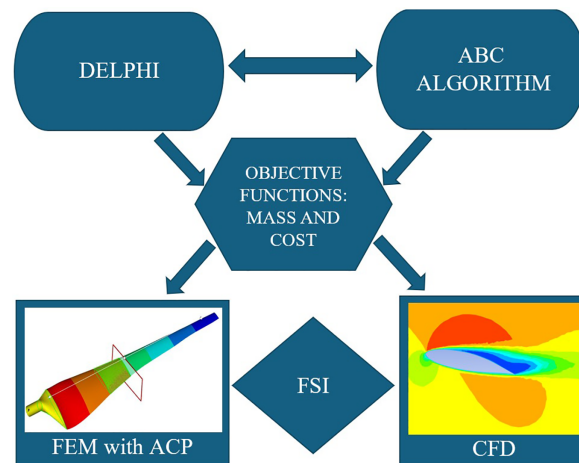 DELPHI
ABC
ALGORITHM
OBJECTIVE
FUNCTIONS:
MASS AND
COST
FSI
FEM with ACP
CFD